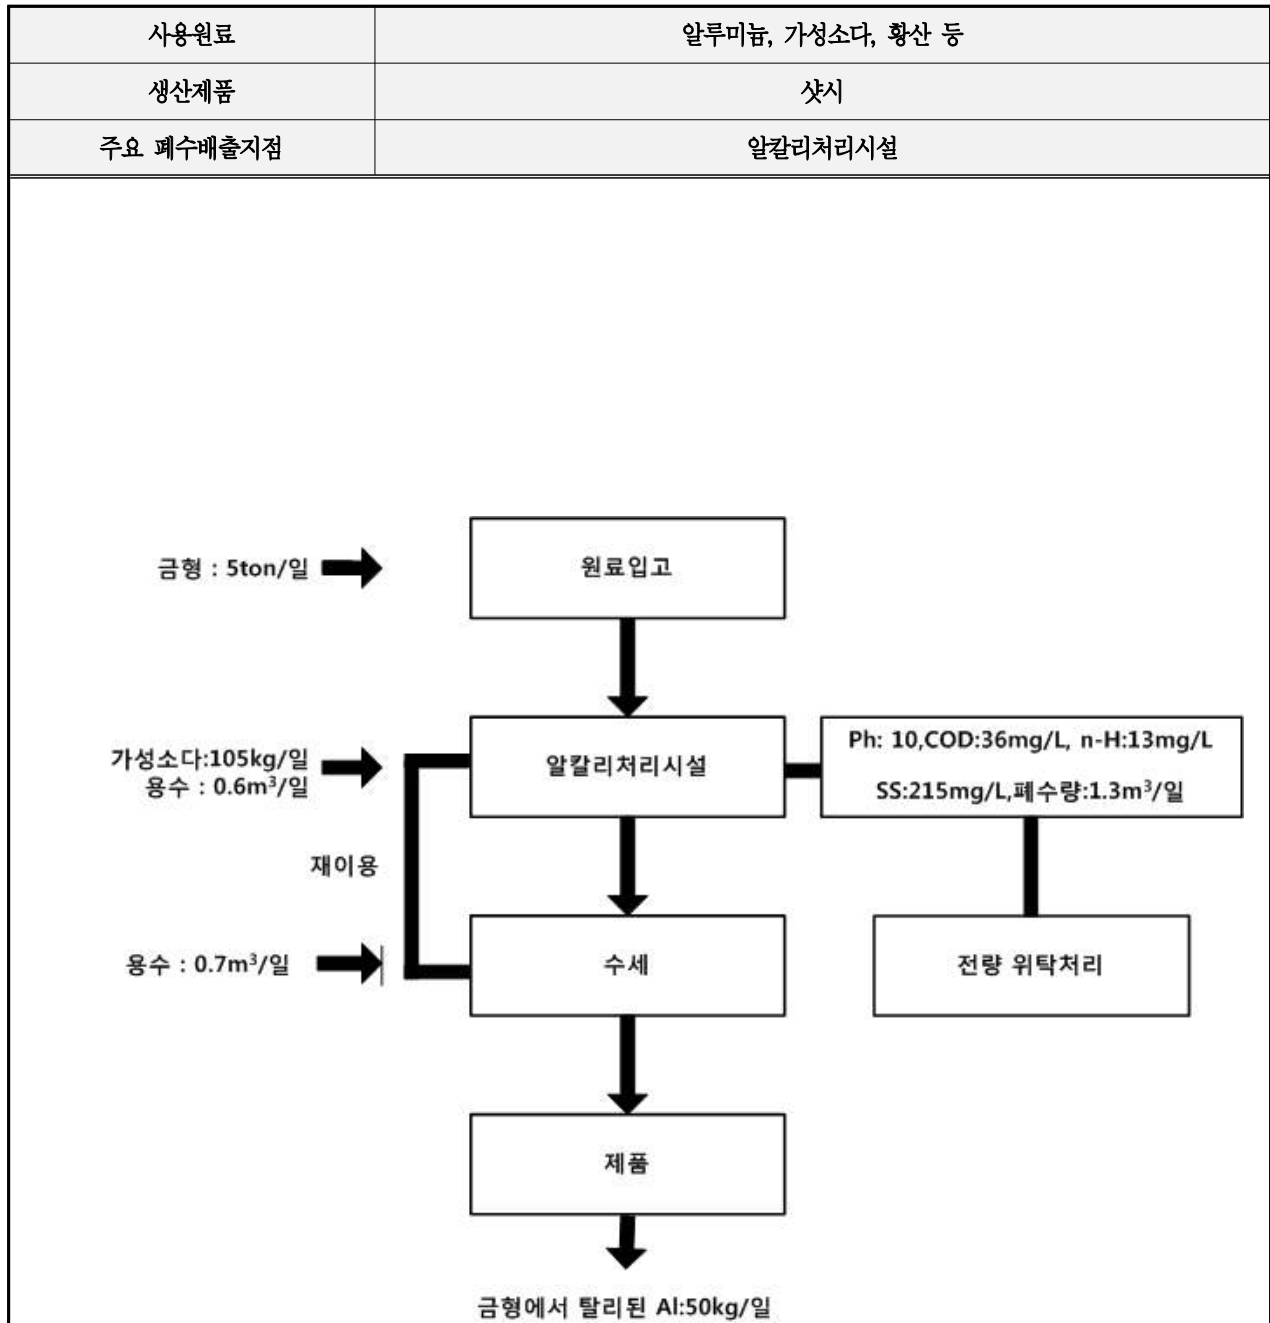 사용원료 알루미늄, 가성소다, 황산 등
생산제품 샷시
주요 폐수배출지점 알칼리처리시설
금형 : 5ton/일
원료입고
가성소다:105kg/일
용수 : 0.6m³/일
알칼리처리시설
Ph: 10,COD:36mg/L, n-H:13mg/L
SS:215mg/L,폐수량:1.3m³/일
재이용
용수 : 0.7m³/일
수세
전량 위탁처리
제품
금형에서 탈리된 Al:50kg/일